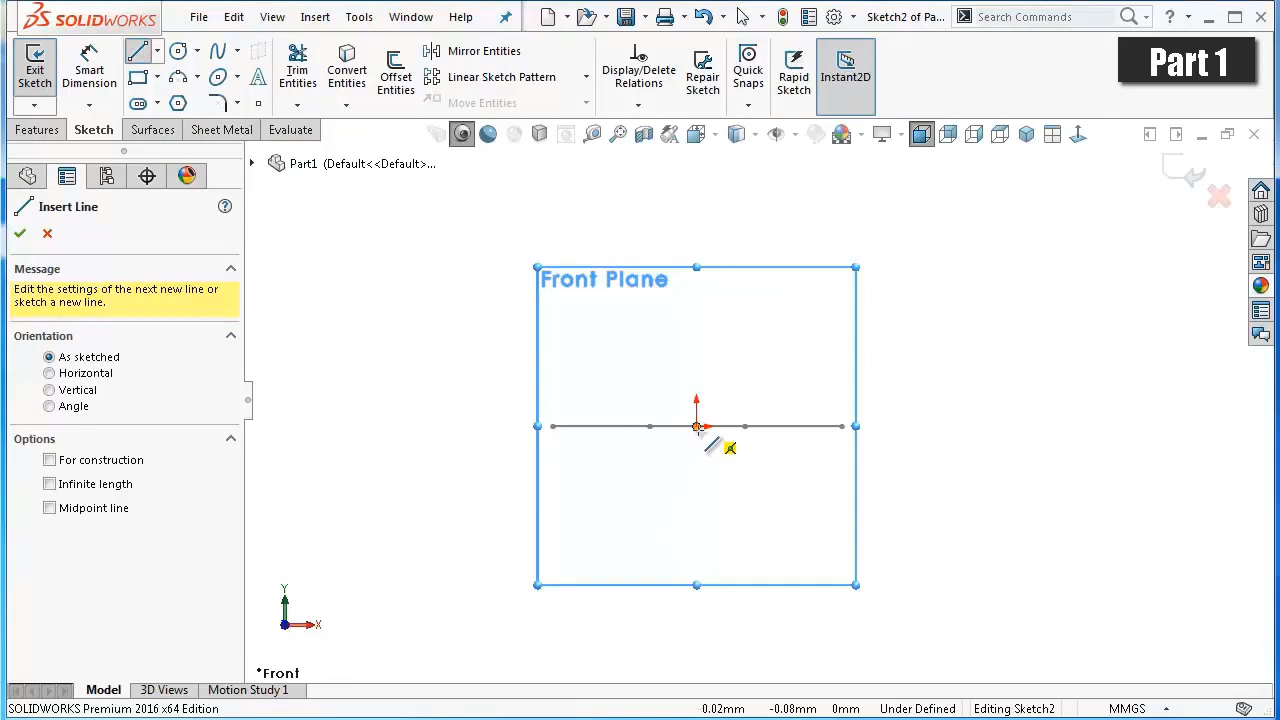 SOLIDWORKS
File Edit View Insert Tools Window Help
Sketch2 of Pa...
Search Commands
?
Part 1
Exit Sketch
Smart Dimension
Trim Entities
Convert Entities
Offset Entities
Mirror Entities
Linear Sketch Pattern
Move Entities
Display/Delete Relations
Repair Sketch
Quick Snaps
Rapid Sketch
Instant2D
Features Sketch Surfaces Sheet Metal Evaluate
Part1 (Default<<Default>...
Insert Line
?
Message
Edit the settings of the next new line or
sketch a new line.
Orientation
As sketched
Horizontal
Vertical
Angle
Options
For construction
Infinite length
Midpoint line
Front Plane
Y
X
*Front
Model 3D Views Motion Study 1
SOLIDWORKS Premium 2016 x64 Edition 0.02mm -0.08mm 0mm Under Defined Editing Sketch2 MMGS